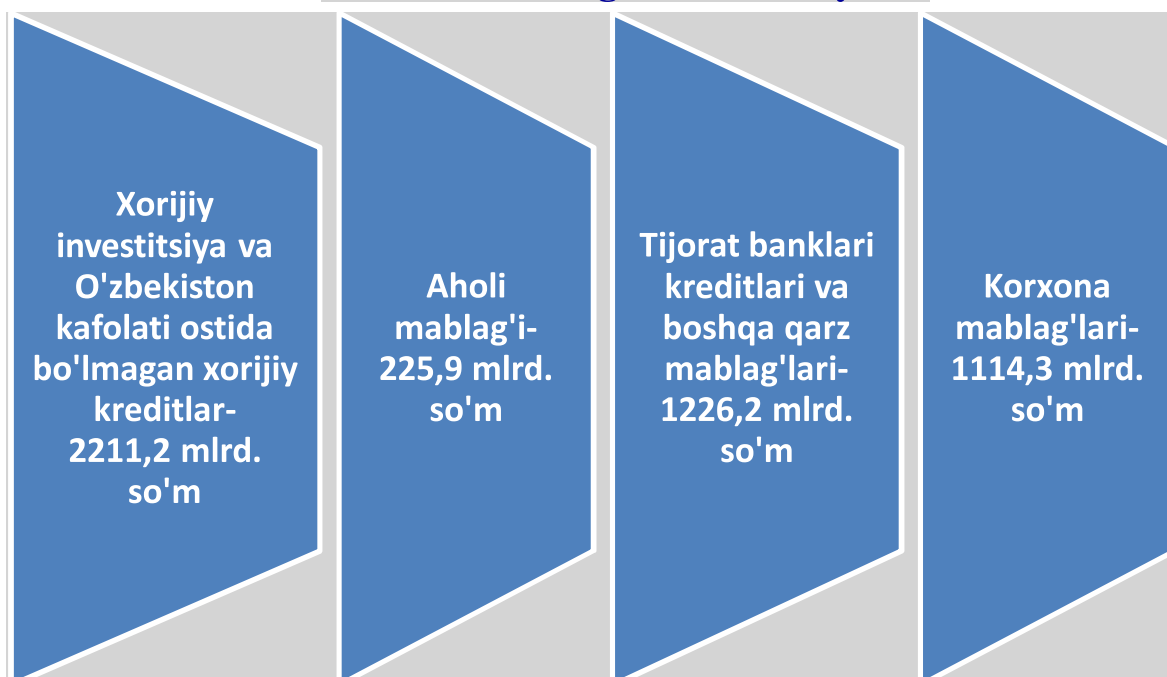 Xorijiy
investitsiya va
O'zbekiston
kafolati ostida
bo'lmagan xorijiy
kreditlar-
2211,2 mlrd.
so'm
Aholi
mablag'i-
225,9 mlrd.
so'm
Tijorat banklari
kreditlari va
boshqa qarz
mablag'lari-
1226,2 mlrd.
so'm
Korxona
mablag'lari-
1114,3 mlrd.
so'm